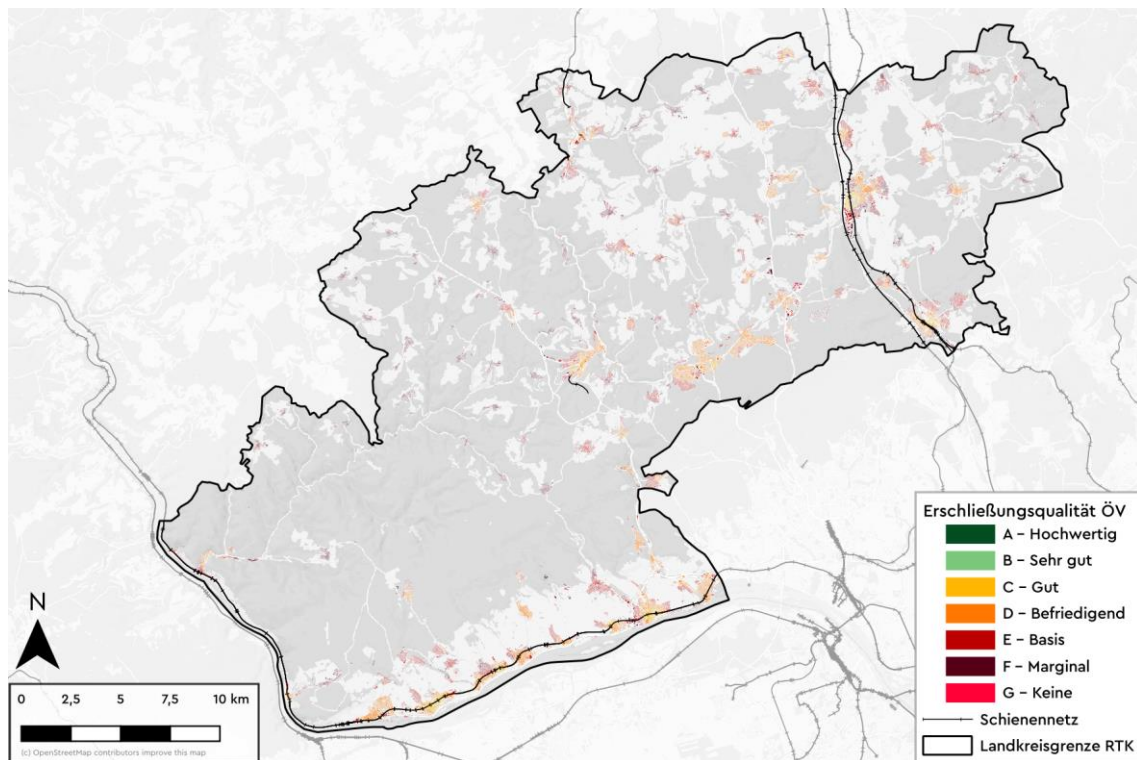 N
0 2,5 5 7,5 10 km
(c) OpenStreetMap contributors improve this map
Erschließungsqualität ÖV
A – Hochwertig
B – Sehr gut
C – Gut
D – Befriedigend
E – Basis
F – Marginal
G – Keine
Schienennetz
Landkreisgrenze RTK